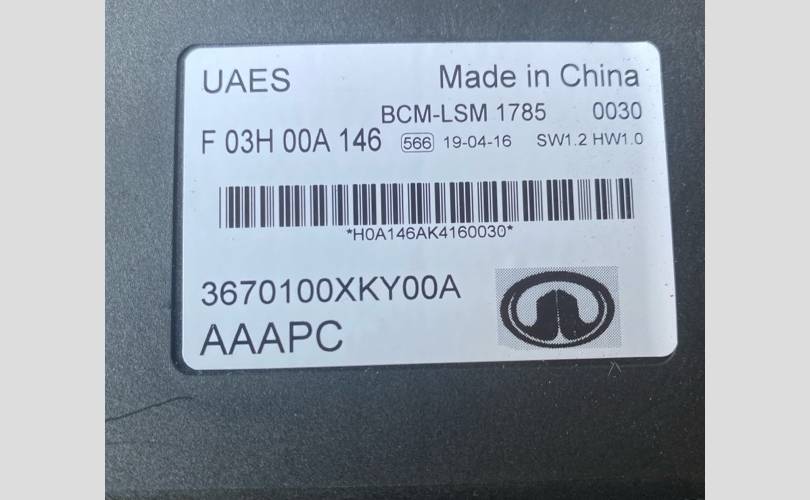 UAES Made in China
BCM-LSM 1785 0030
F 03H 00A 146 566 19-04-16 SW1.2 HW1.0
*H0A146AK4160030*
3670100XKY00A
AAAPC